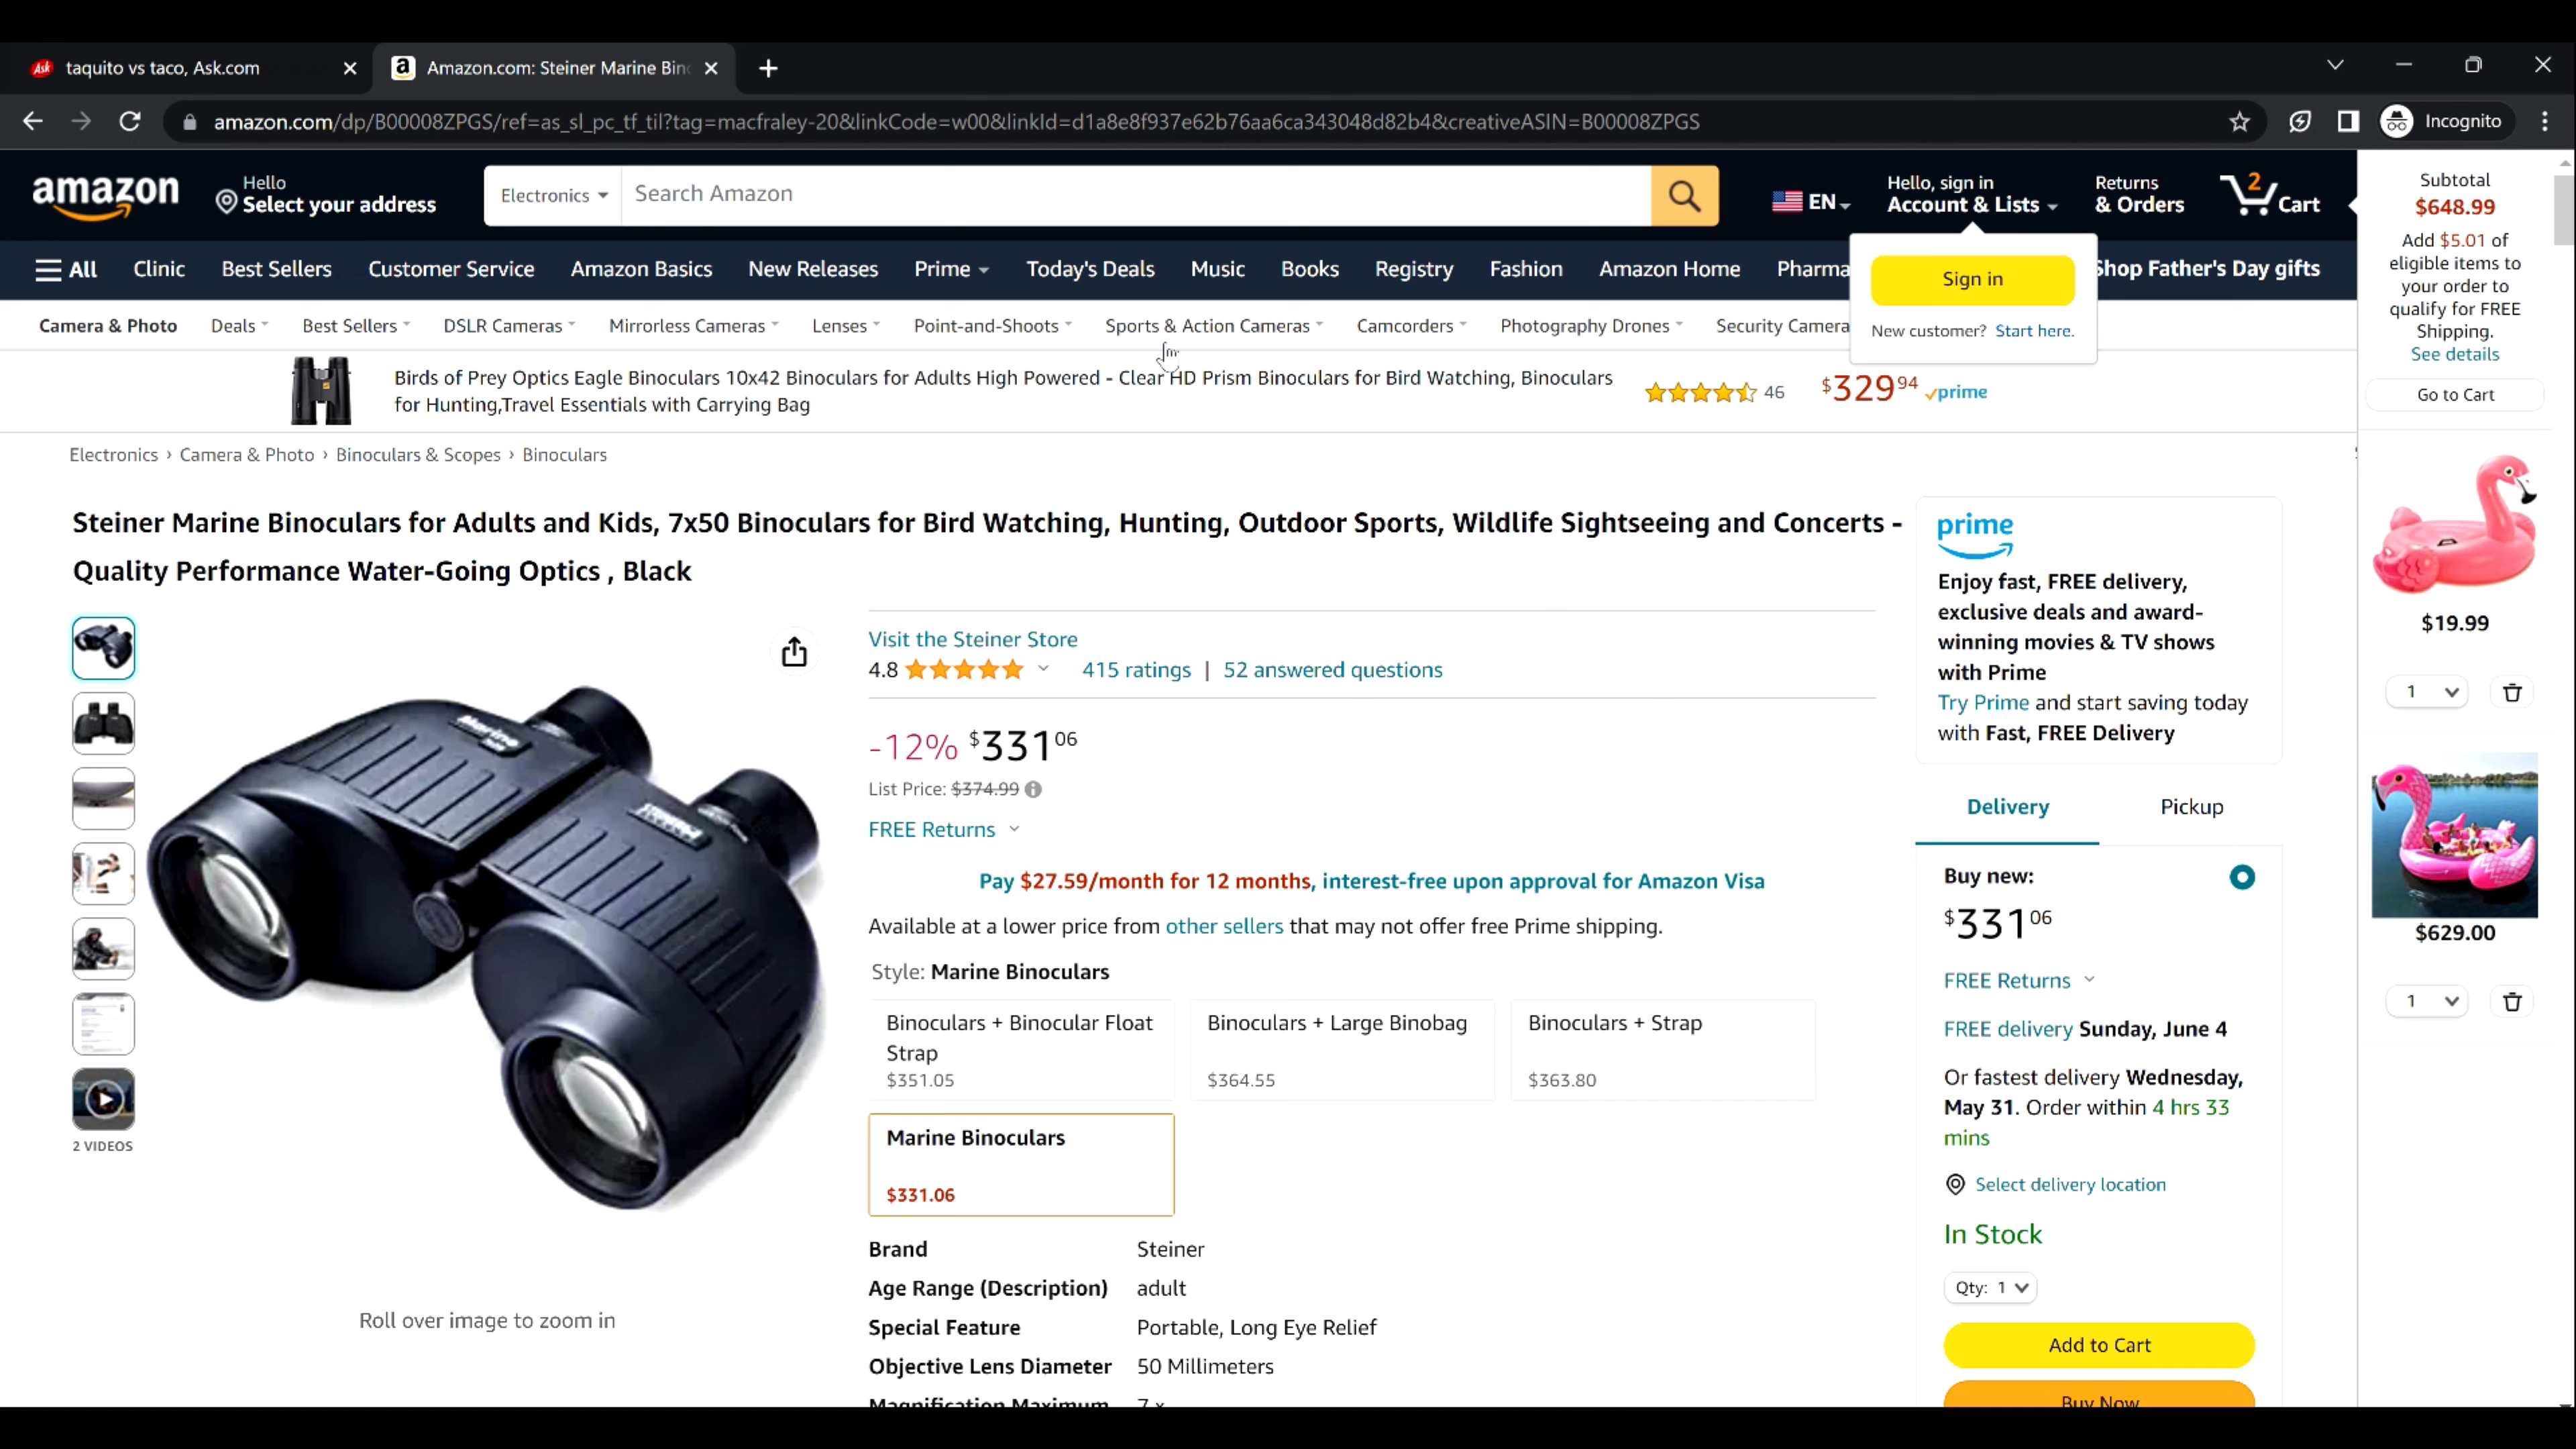 Ask taquito vs taco, Ask.com
a Amazon.com: Steiner Marine Bin
amazon.com/dp/B00008ZPGS/ref=as_sl_pc_tf_til?tag=macfraley-20&linkCode=w00&linkId=d1a8e8f937e62b76aa6ca343048d82b4&creativeASIN=B00008ZPGS
Incognito
amazon
Hello
Select your address
Electronics
Search Amazon
EN
Hello, sign in
Account & Lists
Returns
& Orders
2
Cart
All
Clinic
Best Sellers
Customer Service
Amazon Basics
New Releases
Prime
Today's Deals
Music
Books
Registry
Fashion
Amazon Home
Pharma
Shop Father's Day gifts
Sign in
New customer? Start here.
Camera & Photo
Deals
Best Sellers
DSLR Cameras
Mirrorless Cameras
Lenses
Point-and-Shoots
Sports & Action Cameras
Camcorders
Photography Drones
Security Camera
Birds of Prey Optics Eagle Binoculars 10x42 Binoculars for Adults High Powered - Clear HD Prism Binoculars for Bird Watching, Binoculars
for Hunting,Travel Essentials with Carrying Bag
46
$329 94 prime
Electronics › Camera & Photo › Binoculars & Scopes › Binoculars
Steiner Marine Binoculars for Adults and Kids, 7x50 Binoculars for Bird Watching, Hunting, Outdoor Sports, Wildlife Sightseeing and Concerts -
Quality Performance Water-Going Optics , Black
2 VIDEOS
Marine
Roll over image to zoom in
Visit the Steiner Store
4.8
415 ratings | 52 answered questions
-12% $331 06
List Price: $374.99
FREE Returns
Pay $27.59/month for 12 months, interest-free upon approval for Amazon Visa
Available at a lower price from other sellers that may not offer free Prime shipping.
Style: Marine Binoculars
Binoculars + Binocular Float
Strap
$351.05
Binoculars + Large Binobag
$364.55
Binoculars + Strap
$363.80
Marine Binoculars
$331.06
Brand Steiner
Age Range (Description) adult
Special Feature Portable, Long Eye Relief
Objective Lens Diameter 50 Millimeters
Magnification Maximum 7 x
prime
Enjoy fast, FREE delivery,
exclusive deals and award-
winning movies & TV shows
with Prime
Try Prime and start saving today
with Fast, FREE Delivery
Delivery
Pickup
Buy new:
$331 06
FREE Returns
FREE delivery Sunday, June 4
Or fastest delivery Wednesday,
May 31. Order within 4 hrs 33
mins
Select delivery location
In Stock
Qty: 1
Add to Cart
Buy Now
Subtotal
$648.99
Add $5.01 of
eligible items to
your order to
qualify for FREE
Shipping.
See details
Go to Cart
$19.99
1
$629.00
1